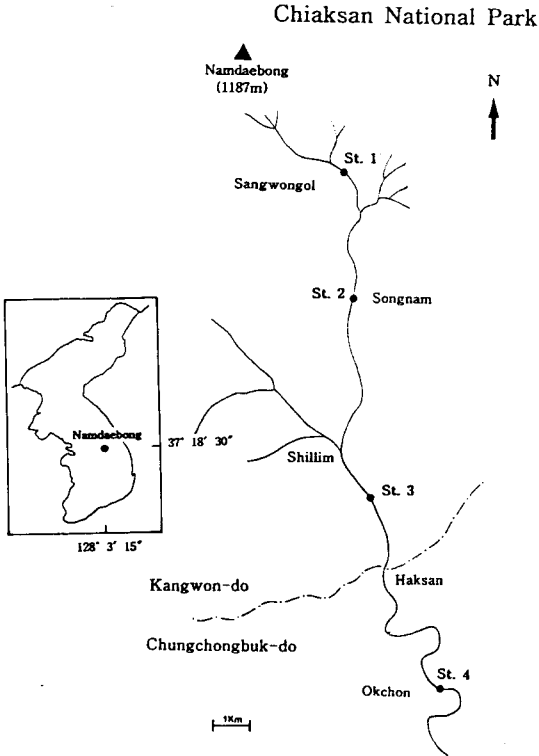 Chiaksan National Park
Namdaebong
(1187m)
N
St. 1
Sangwongol
St. 2
Songnam
Namdaebong
37° 18′ 30″
Shillim
St. 3
128° 3′ 15″
Kangwon-do
Haksan
Chungchongbuk-do
St. 4
Okchon
1Km